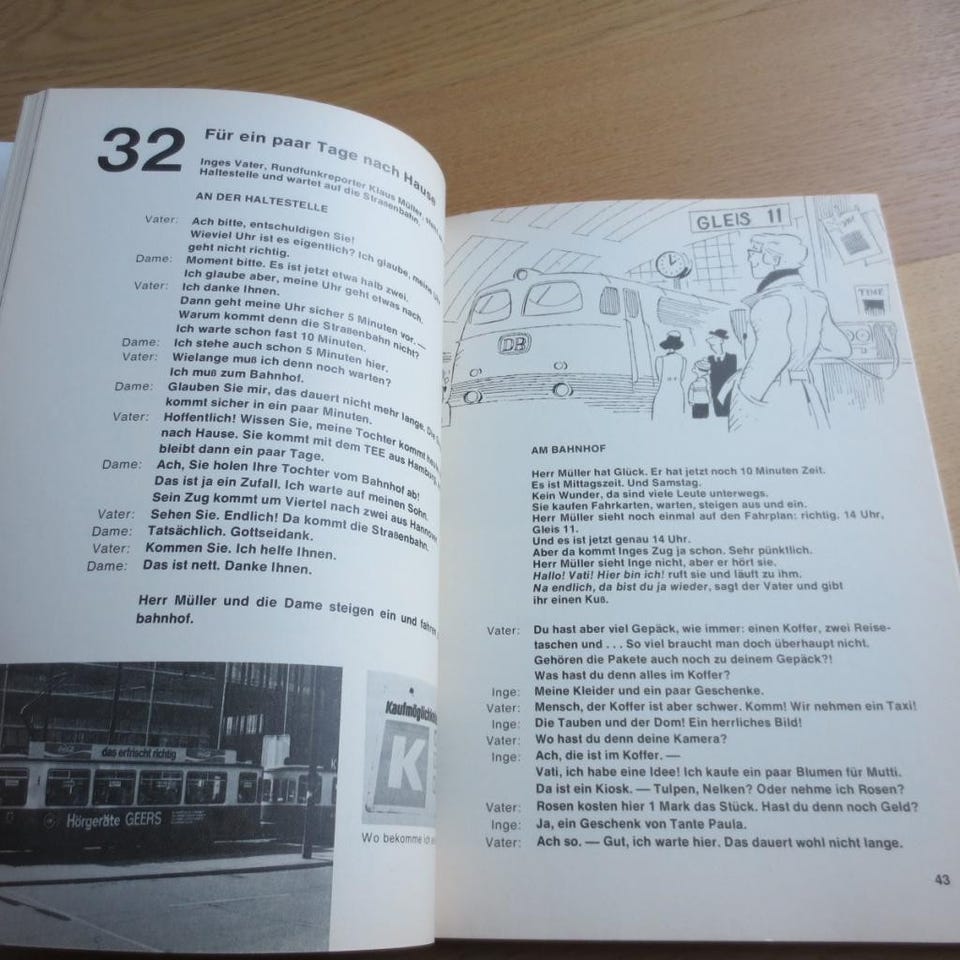 32
Für ein paar Tage nach Hause
Inges Vater, Rundfunkreporter Klaus Müller, steht
Haltestelle und wartet auf die Straßenbahn.
AN DER HALTESTELLE
Vater: Ach bitte, entschuldigen Sie!
Wieviel Uhr ist es eigentlich? Ich glaube, meine Uhr
geht nicht richtig.
Dame: Moment bitte. Es ist jetzt etwa halb zwei.
Ich glaube aber, meine Uhr geht etwas nach.
Vater: Ich danke Ihnen.
Dann geht meine Uhr sicher 5 Minuten vor. —
Warum kommt denn die Straßenbahn nicht?
Ich warte schon fast 10 Minuten.
Dame: Ich stehe auch schon 5 Minuten hier.
Vater: Wielange muß ich denn noch warten?
Ich muß zum Bahnhof.
Dame: Glauben Sie mir, das dauert nicht mehr lange. Die
kommt sicher in ein paar Minuten.
Vater: Hoffentlich! Wissen Sie, meine Tochter kommt
nach Hause. Sie kommt mit dem TEE aus Hamburg
bleibt dann ein paar Tage.
Dame: Ach, Sie holen Ihre Tochter vom Bahnhof ab!
Das ist ja ein Zufall. Ich warte auf meinen Sohn.
Sein Zug kommt um Viertel nach zwei aus Hannover.
Vater: Sehen Sie. Endlich! Da kommt die Straßenbahn.
Dame: Tatsächlich. Gottseidank.
Vater: Kommen Sie. Ich helfe Ihnen.
Dame: Das ist nett. Danke Ihnen.
Herr Müller und die Dame steigen ein und fahren
bahnhof.
das erfrischt richtig
Hörgeräte GEERS
Kaufmöglichkeiten
K
Wo bekomme ich
GLEIS 11
TIME
DB
AM BAHNHOF
Herr Müller hat Glück. Er hat jetzt noch 10 Minuten Zeit.
Es ist Mittagszeit. Und Samstag.
Kein Wunder, da sind viele Leute unterwegs.
Sie kaufen Fahrkarten, warten, steigen aus und ein.
Herr Müller sieht noch einmal auf den Fahrplan: richtig. 14 Uhr,
Gleis 11.
Und es ist jetzt genau 14 Uhr.
Aber da kommt Inges Zug ja schon. Sehr pünktlich.
Herr Müller sieht Inge nicht, aber er hört sie.
Hallo! Vati! Hier bin ich! ruft sie und läuft zu ihm.
Na endlich, da bist du ja wieder, sagt der Vater und gibt
ihr einen Kuß.
Vater: Du hast aber viel Gepäck, wie immer: einen Koffer, zwei Reise-
taschen und . . . So viel braucht man doch überhaupt nicht.
Gehören die Pakete auch noch zu deinem Gepäck?!
Was hast du denn alles im Koffer?
Inge: Meine Kleider und ein paar Geschenke.
Vater: Mensch, der Koffer ist aber schwer. Komm! Wir nehmen ein Taxi!
Inge: Die Tauben und der Dom! Ein herrliches Bild!
Vater: Wo hast du denn deine Kamera?
Inge: Ach, die ist im Koffer. —
Vati, ich habe eine Idee! Ich kaufe ein paar Blumen für Mutti.
Da ist ein Kiosk. — Tulpen, Nelken? Oder nehme ich Rosen?
Vater: Rosen kosten hier 1 Mark das Stück. Hast du denn noch Geld?
Inge: Ja, ein Geschenk von Tante Paula.
Vater: Ach so. — Gut, ich warte hier. Das dauert wohl nicht lange.
43